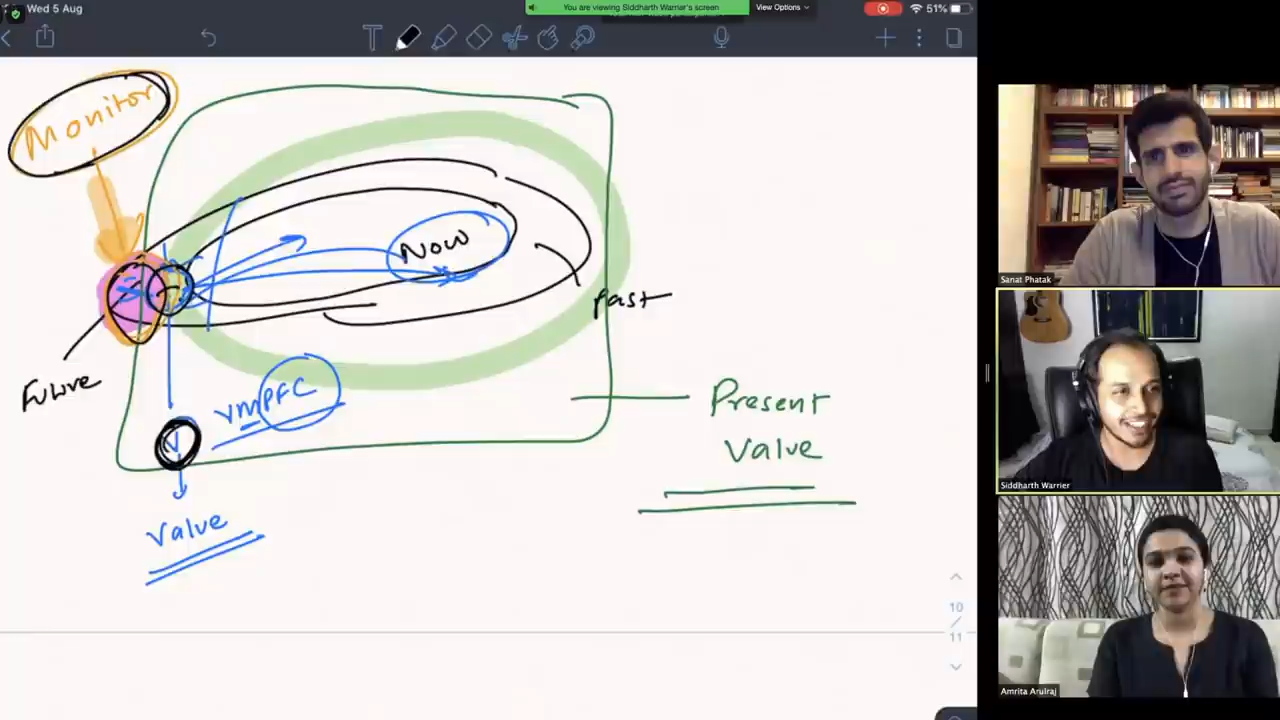 Wed 5 Aug
You are viewing Siddharth Warrier's screen
View Options
51%
T
Monitor
Now
Past
Future
vmPFC
Present
Value
V
Value
10
/
11
Sanat Phatak
Siddharth Warrier
Amrita Arulraj